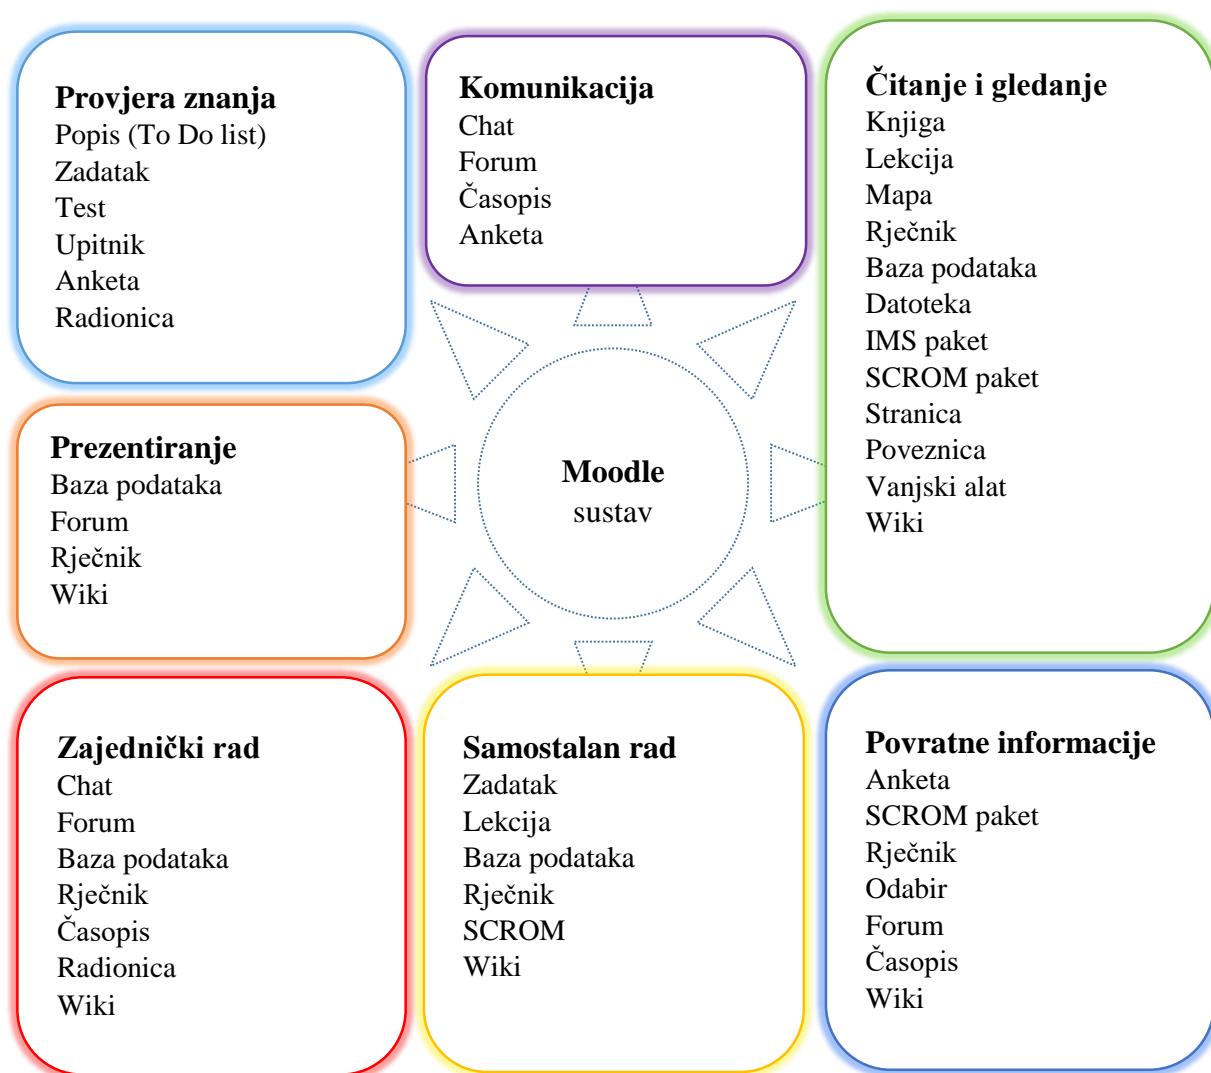 Provjera znanja
Popis (To Do list)
Zadatak
Test
Upitnik
Anketa
Radionica
Komunikacija
Chat
Forum
Časopis
Anketa
Čitanje i gledanje
Knjiga
Lekcija
Mapa
Rječnik
Baza podataka
Datoteka
IMS paket
SCROM paket
Stranica
Poveznica
Vanjski alat
Wiki
Prezentiranje
Baza podataka
Forum
Rječnik
Wiki
Moodle
sustav
Zajednički rad
Chat
Forum
Baza podataka
Rječnik
Časopis
Radionica
Wiki
Samostalan rad
Zadatak
Lekcija
Baza podataka
Rječnik
SCROM
Wiki
Povratne informacije
Anketa
SCROM paket
Rječnik
Odabir
Forum
Časopis
Wiki